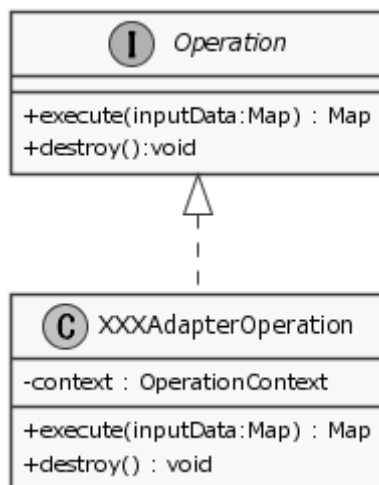 I Operation
+execute(inputData:Map) : Map
+destroy():void
C XXXAdapterOperation
-context : OperationContext
+execute(inputData:Map) : Map
+destroy() : void